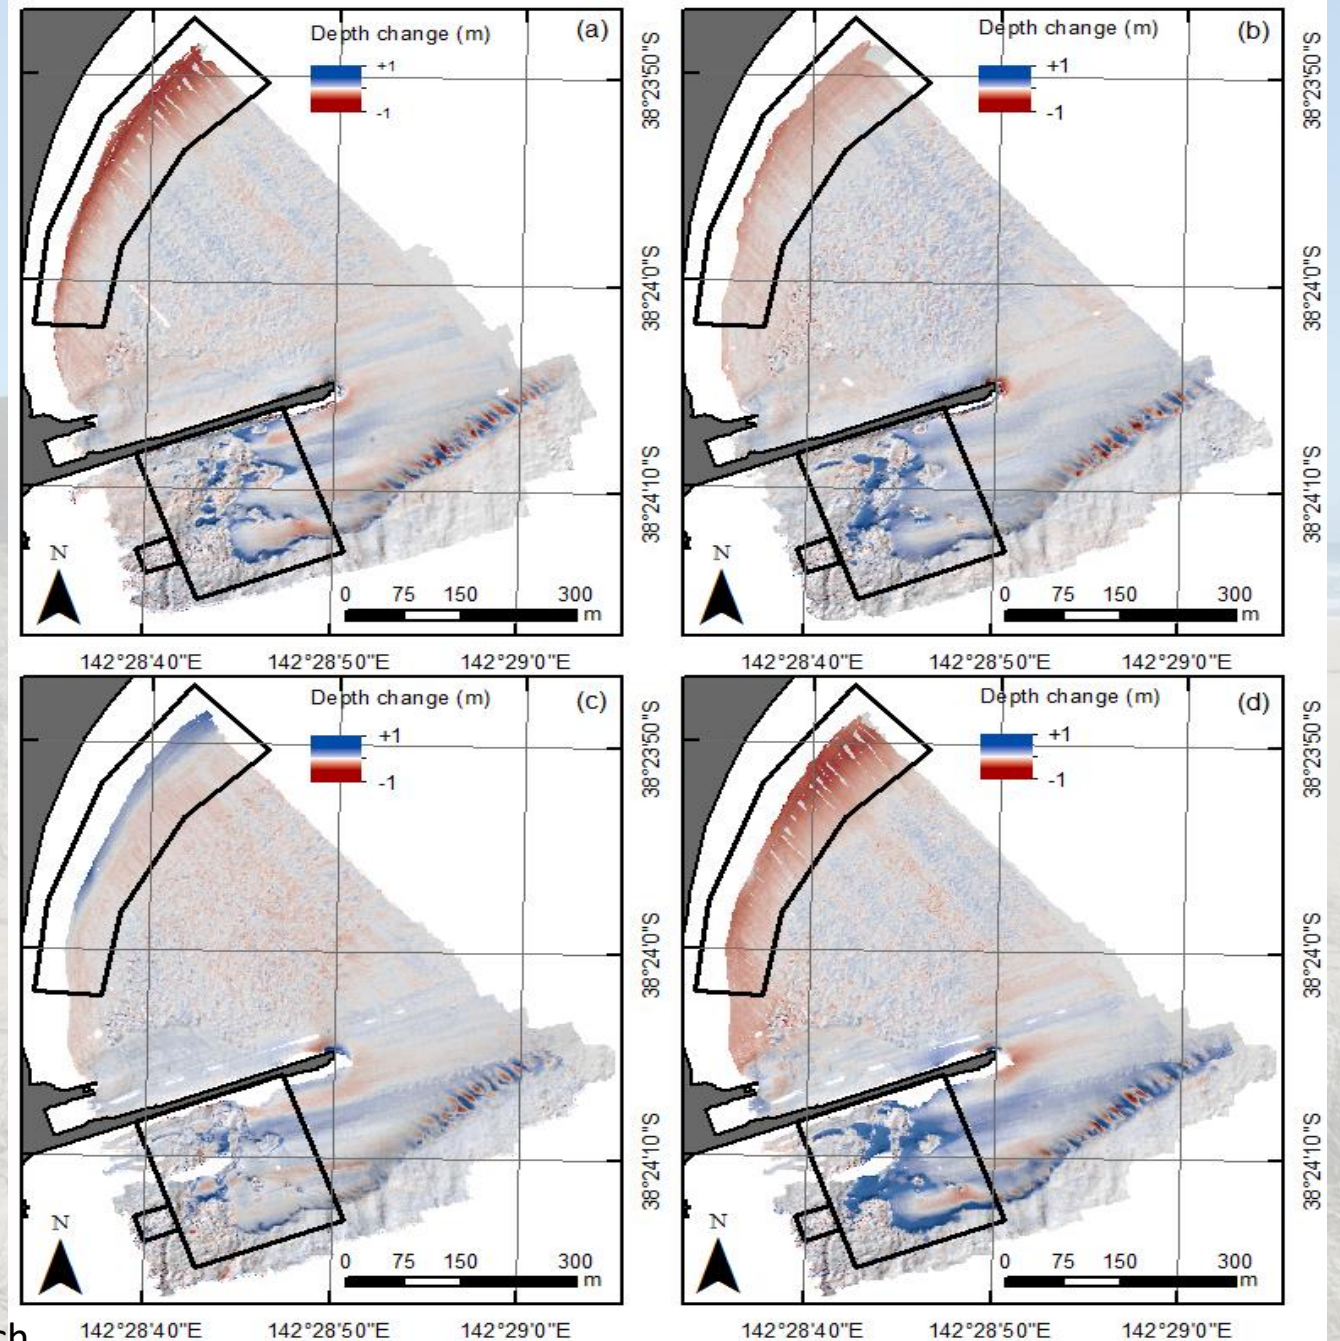 Depth change (m) (a)
+1
-1
38°23'50"S
38°24'0"S
38°24'10"S
N
0 75 150 300
m
142°28'40"E 142°28'50"E 142°29'0"E
Depth change (m) (b)
+1
-1
38°23'50"S
38°24'0"S
38°24'10"S
N
0 75 150 300
m
142°28'40"E 142°28'50"E 142°29'0"E
Depth change (m) (c)
+1
-1
38°23'50"S
38°24'0"S
38°24'10"S
N
0 75 150 300
m
142°28'40"E 142°28'50"E 142°29'0"E
Depth change (m) (d)
+1
-1
38°23'50"S
38°24'0"S
38°24'10"S
N
0 75 150 300
m
142°28'40"E 142°28'50"E 142°29'0"E